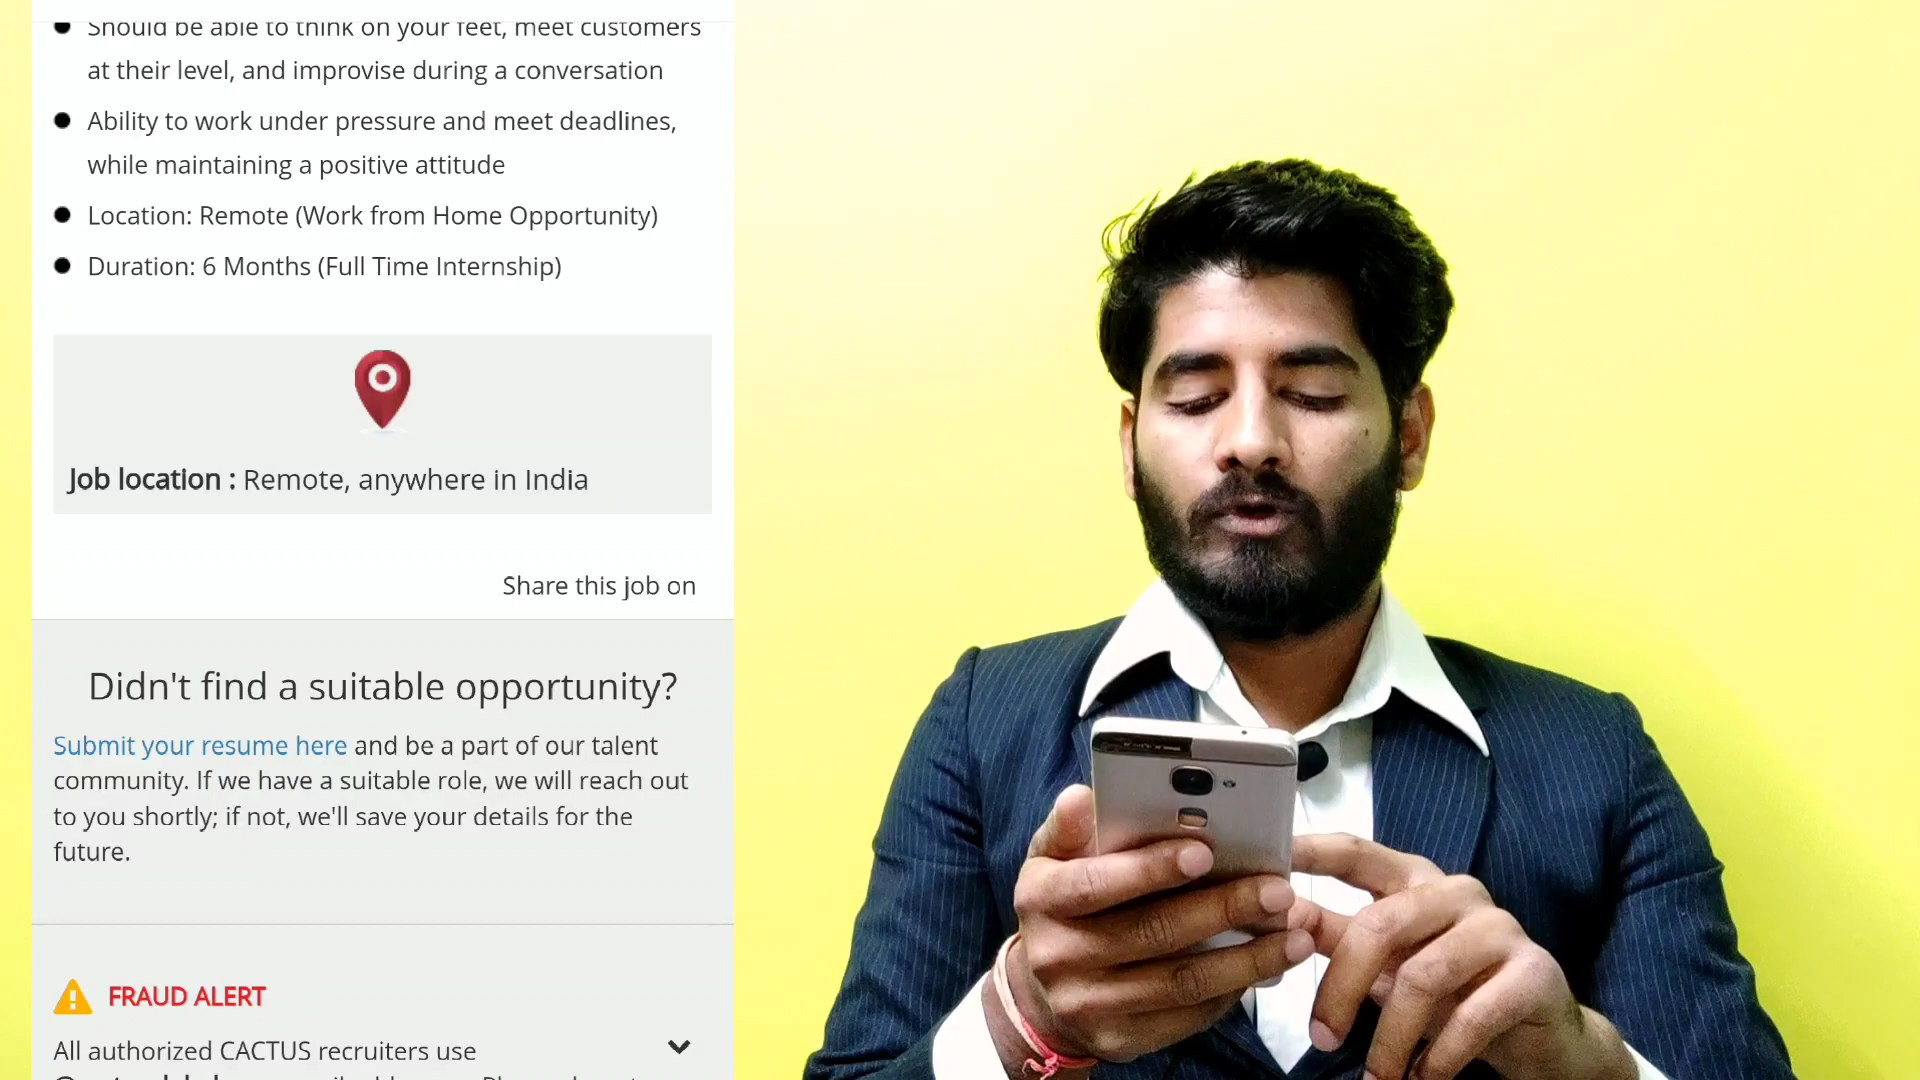 Should be able to think on your feet, meet customers
at their level, and improvise during a conversation
Ability to work under pressure and meet deadlines,
while maintaining a positive attitude
Location: Remote (Work from Home Opportunity)
Duration: 6 Months (Full Time Internship)
Job location : Remote, anywhere in India
Share this job on
Didn't find a suitable opportunity?
Submit your resume here and be a part of our talent
community. If we have a suitable role, we will reach out
to you shortly; if not, we'll save your details for the
future.
FRAUD ALERT
All authorized CACTUS recruiters use